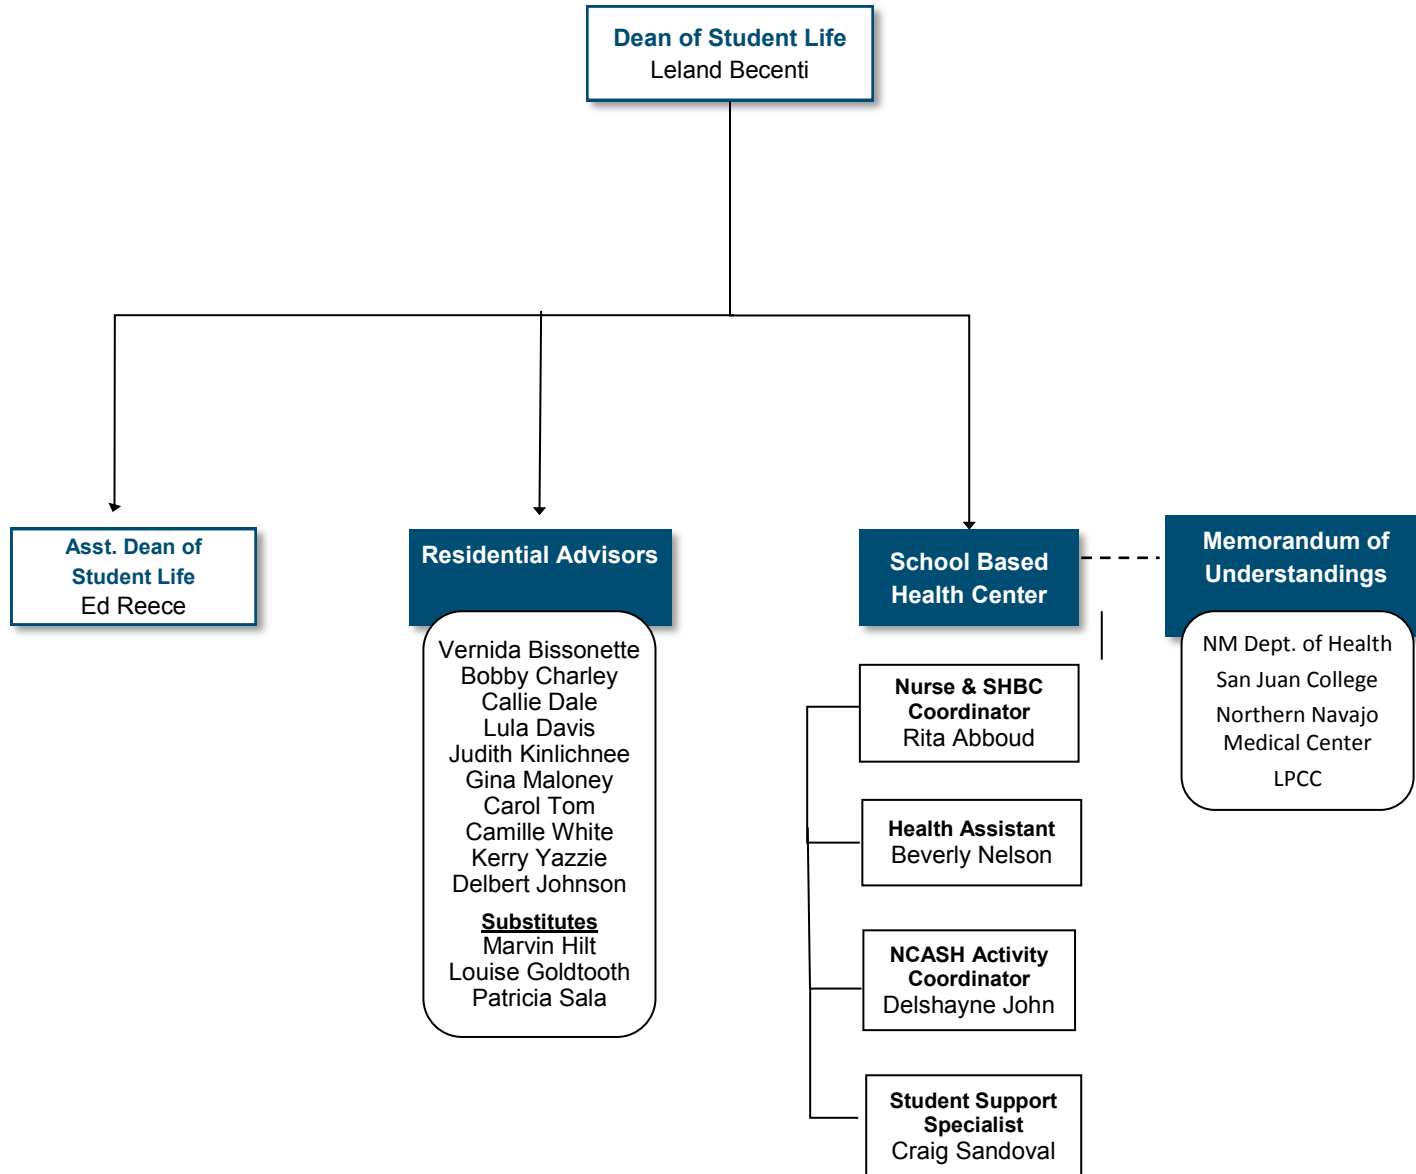 Dean of Student Life
Leland Becenti
Asst. Dean of
Student Life
Ed Reece
Residential Advisors
Vernida Bissonette
Bobby Charley
Callie Dale
Lula Davis
Judith Kinlichnee
Gina Maloney
Carol Tom
Camille White
Kerry Yazzie
Delbert Johnson
Substitutes
Marvin Hilt
Louise Goldtooth
Patricia Sala
School Based
Health Center
Nurse & SHBC
Coordinator
Rita Abboud
Health Assistant
Beverly Nelson
NCASH Activity
Coordinator
Delshayne John
Student Support
Specialist
Craig Sandoval
Memorandum of
Understandings
NM Dept. of Health
San Juan College
Northern Navajo
Medical Center
LPCC